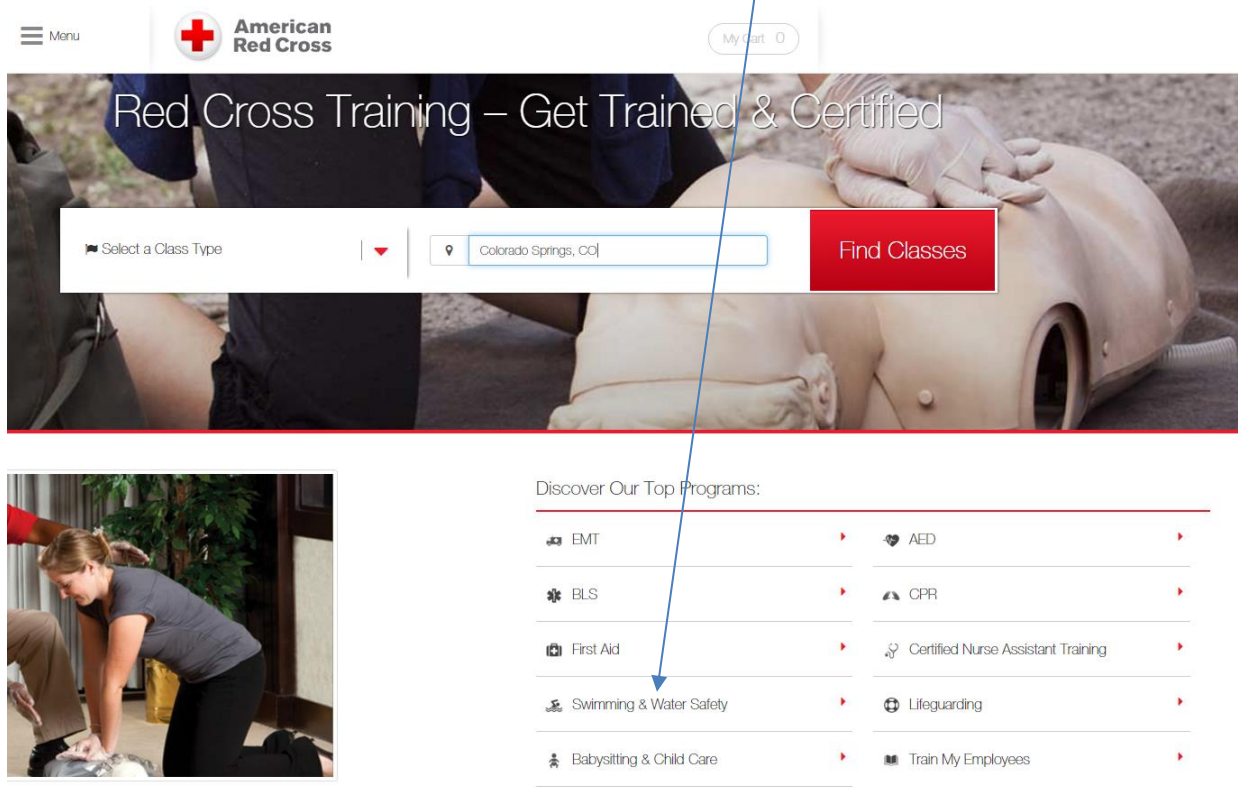 Menu
American
Red Cross
My Cart 0
Red Cross Training – Get Trained & Certified
Select a Class Type
Colorado Springs, CO
Find Classes
Discover Our Top Programs:
EMT
AED
BLS
CPR
First Aid
Certified Nurse Assistant Training
Swimming & Water Safety
Lifeguarding
Babysitting & Child Care
Train My Employees